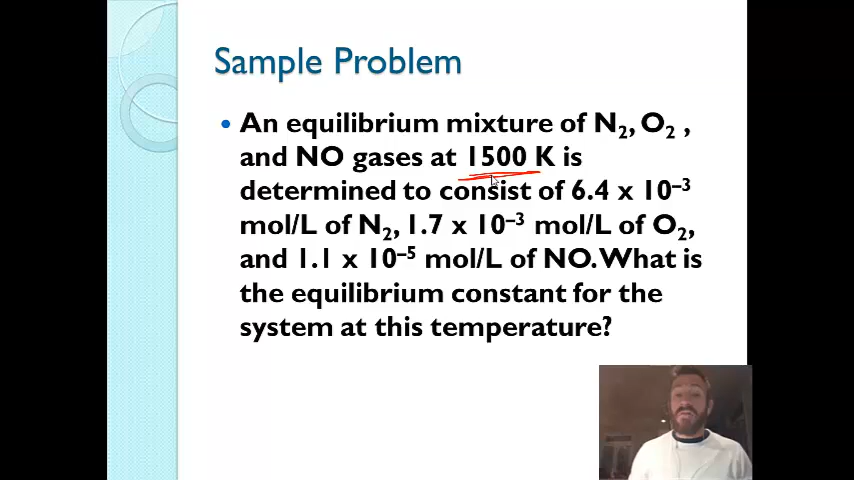 Sample Problem
• An equilibrium mixture of N₂, O₂ ,
and NO gases at 1500 K is
determined to consist of 6.4 x 10⁻³
mol/L of N₂, 1.7 x 10⁻³ mol/L of O₂,
and 1.1 x 10⁻⁵ mol/L of NO. What is
the equilibrium constant for the
system at this temperature?